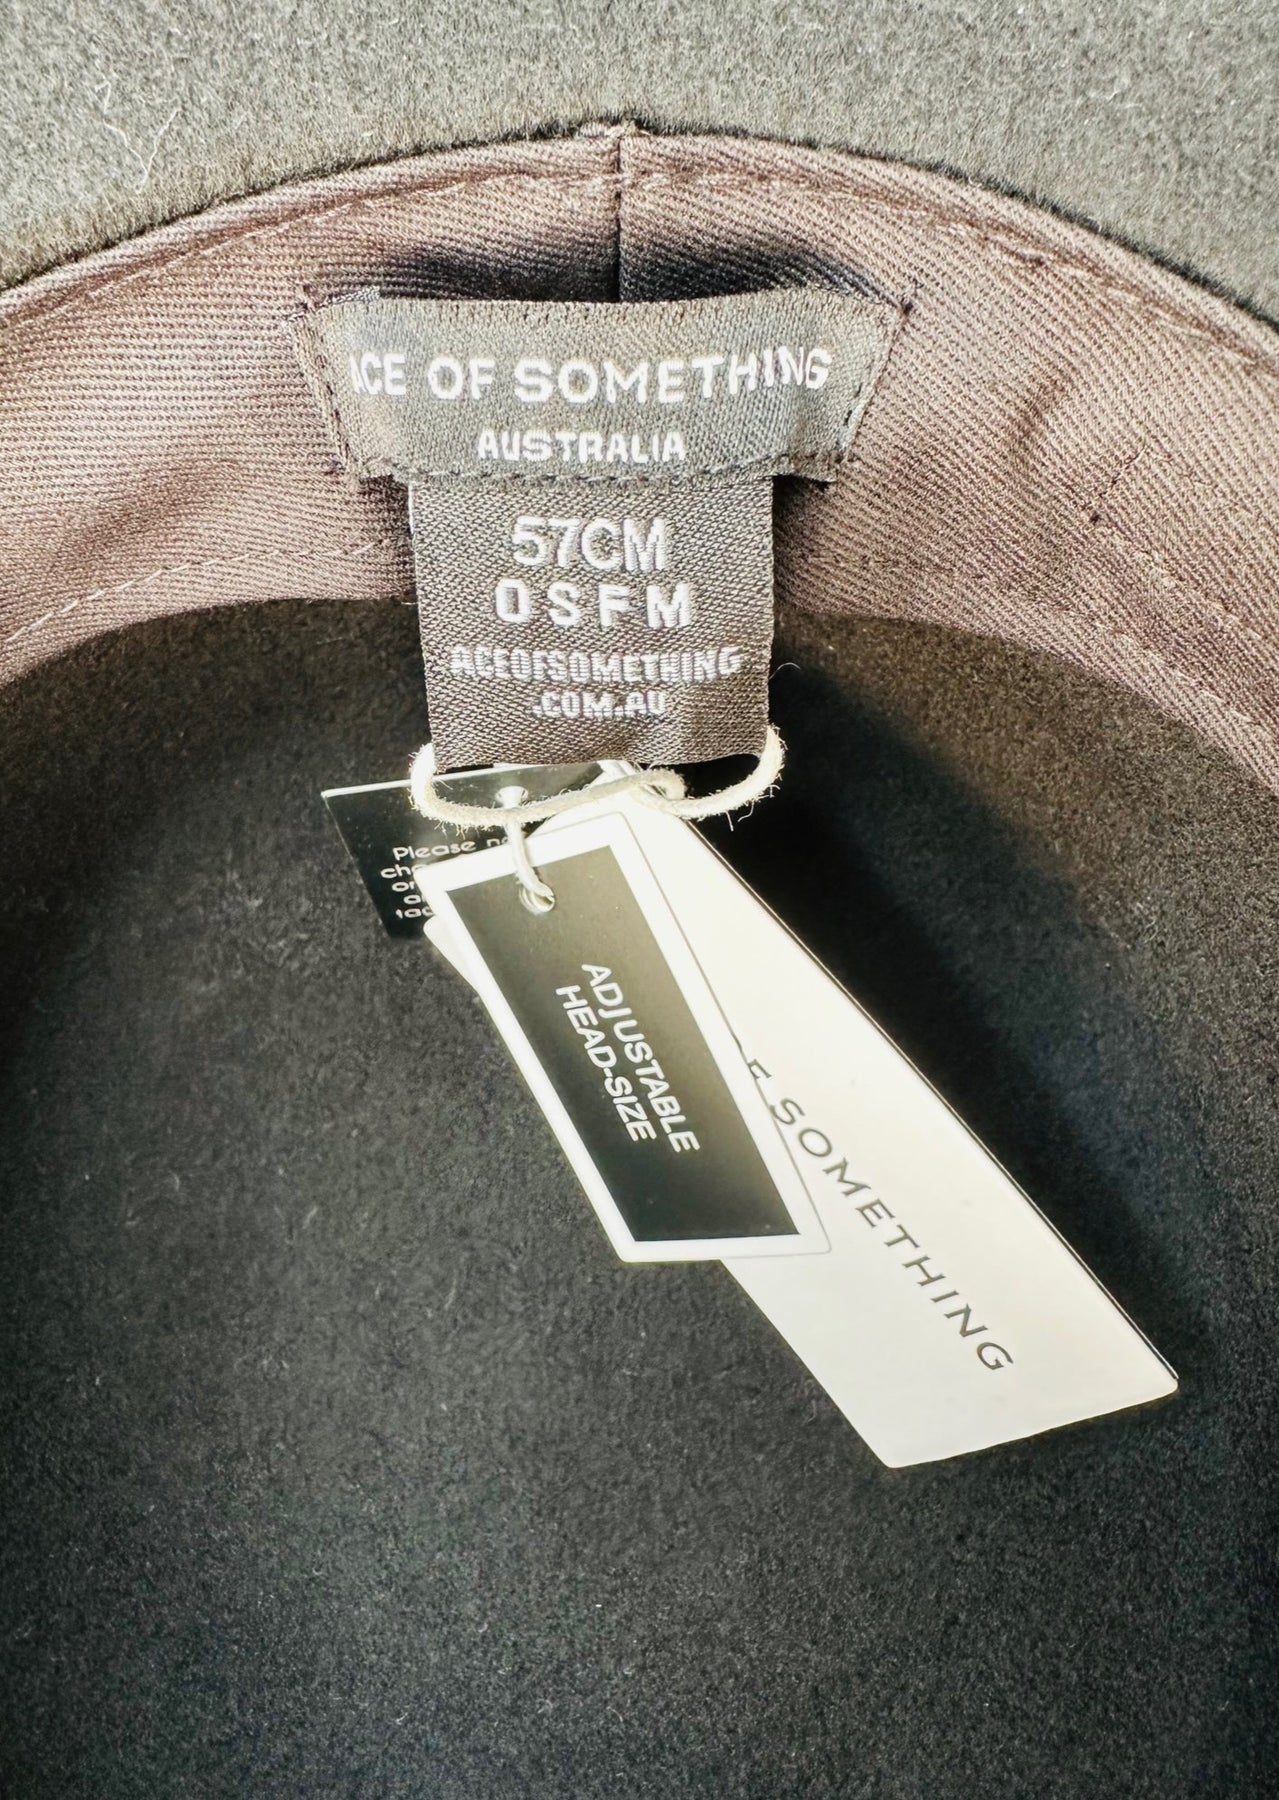 ACE OF SOMETHING
AUSTRALIA
57CM
OSFM
ACEOFSOMETHING
.COM.AU
Please
ADJUSTABLE
HEAD-SIZE
SOMETHING